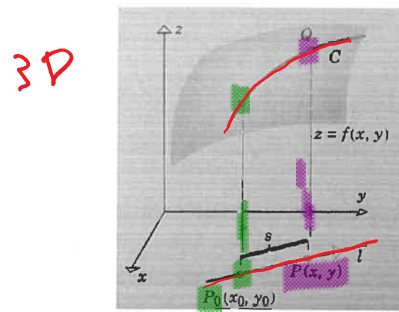 3D
z
Q
C
z = f(x, y)
y
s
l
x
P(x, y)
P₀(x₀, y₀)